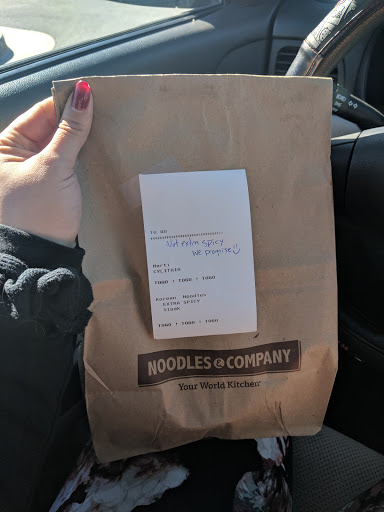 TO GO
Not extra spicy
we promise
Marti
TOGO : TOGO : TOGO
Korean Noodles
EXTRA SPICY
Steak
TOGO : TOGO : TOGO
NOODLES & COMPANY
Your World Kitchen